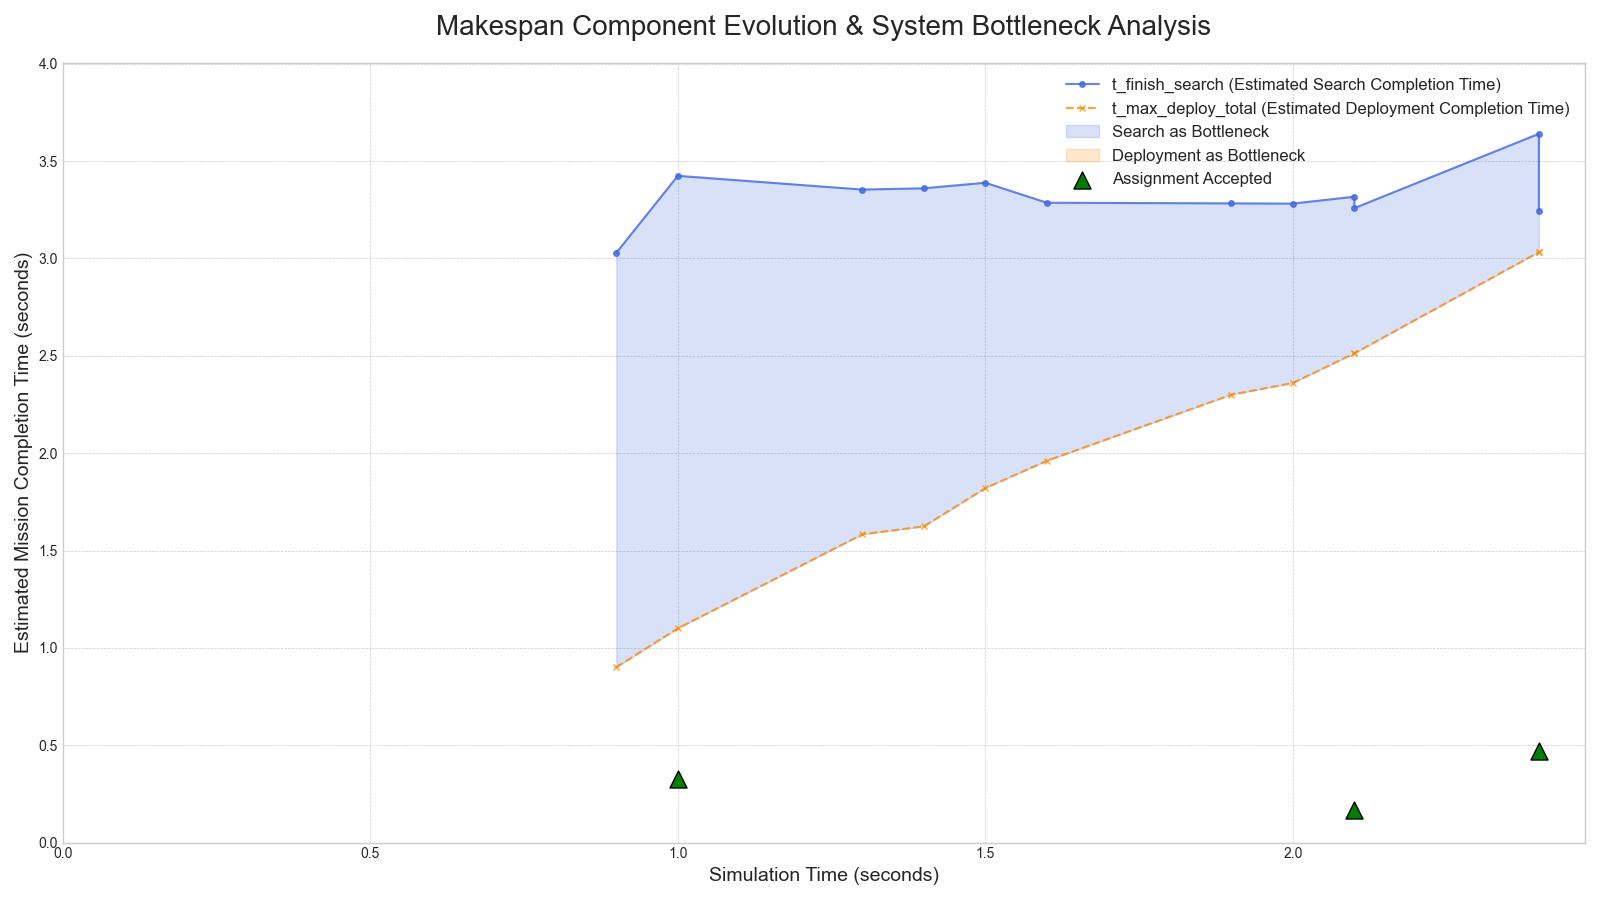 Makespan Component Evolution & System Bottleneck Analysis
t_finish_search (Estimated Search Completion Time)
t_max_deploy_total (Estimated Deployment Completion Time)
Search as Bottleneck
Deployment as Bottleneck
Assignment Accepted
Estimated Mission Completion Time (seconds)
4.0
3.5
3.0
2.5
2.0
1.5
1.0
0.5
0.0
0.0 0.5 1.0 1.5 2.0
Simulation Time (seconds)